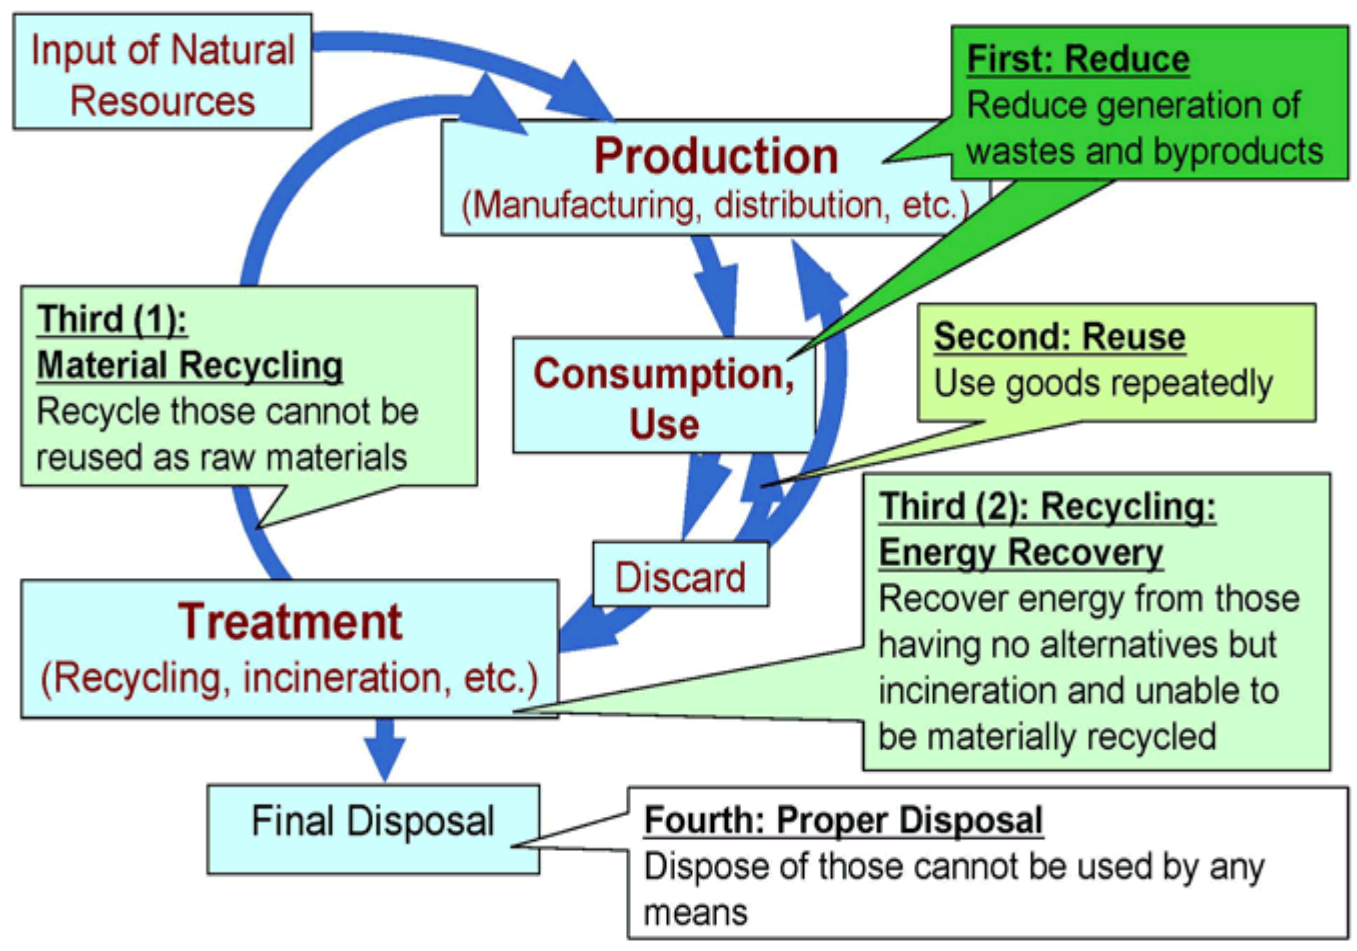 Input of Natural
Resources
First: Reduce
Reduce generation of
wastes and byproducts
Production
(Manufacturing, distribution, etc.)
Third (1):
Material Recycling
Recycle those cannot be
reused as raw materials
Consumption,
Use
Second: Reuse
Use goods repeatedly
Third (2): Recycling:
Energy Recovery
Recover energy from those
having no alternatives but
incineration and unable to
be materially recycled
Discard
Treatment
(Recycling, incineration, etc.)
Final Disposal
Fourth: Proper Disposal
Dispose of those cannot be used by any
means